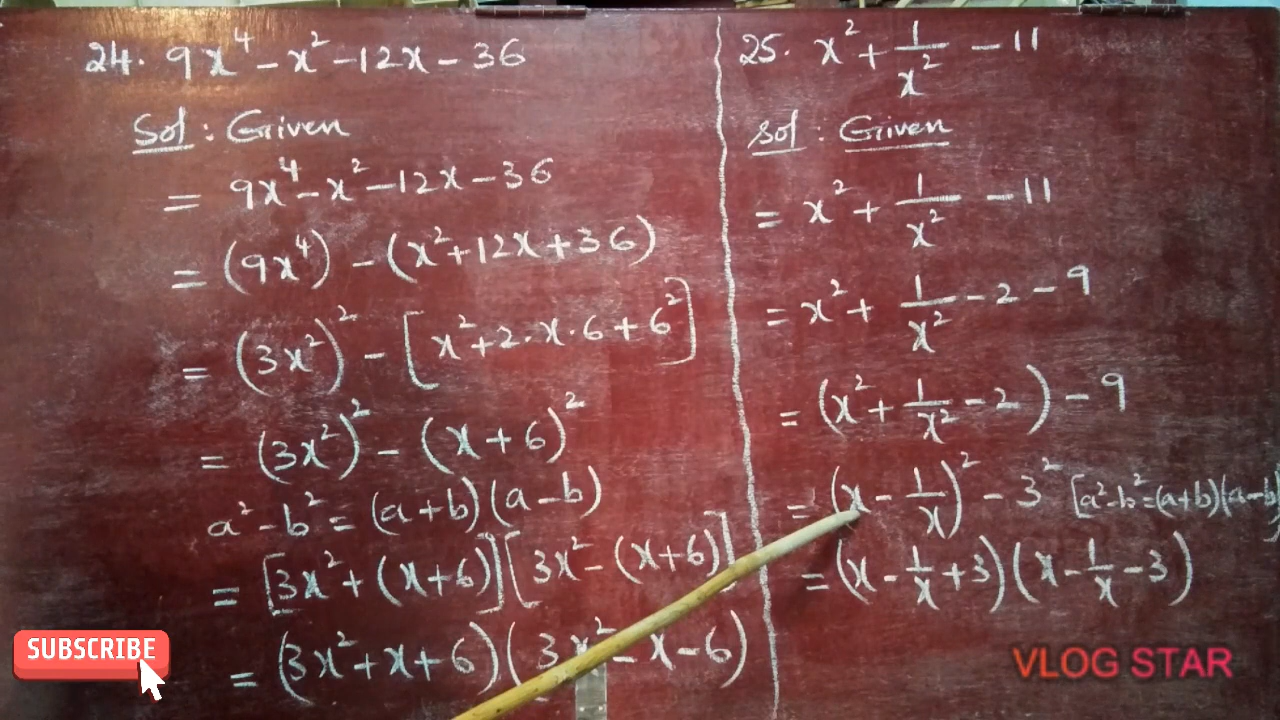 24. 9x⁴ - x² - 12x - 36
Sol : Given
= 9x⁴ - x² - 12x - 36
= (9x⁴) - (x² + 12x + 36)
= (3x²)² - [x² + 2·x·6 + 6²]
= (3x²)² - (x + 6)²
a² - b² = (a + b)(a - b)
= [3x² + (x + 6)][3x² - (x + 6)]
= (3x² + x + 6)(3x² - x - 6)
25. x² + 1/x² - 11
Sol : Given
= x² + 1/x² - 11
= x² + 1/x² - 2 - 9
= (x² + 1/x² - 2) - 9
= (x - 1/x)² - 3² [a² - b² = (a + b)(a - b)]
= (x - 1/x + 3)(x - 1/x - 3)
SUBSCRIBE
VLOG STAR